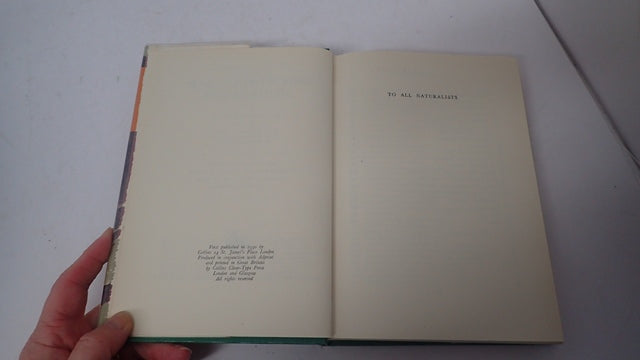 First published in 1950 by
Collins 14 St. James's Place London
Produced in conjunction with Adprint
and printed in Great Britain
by Collins Clear-Type Press
London and Glasgow
All rights reserved
TO ALL NATURALISTS